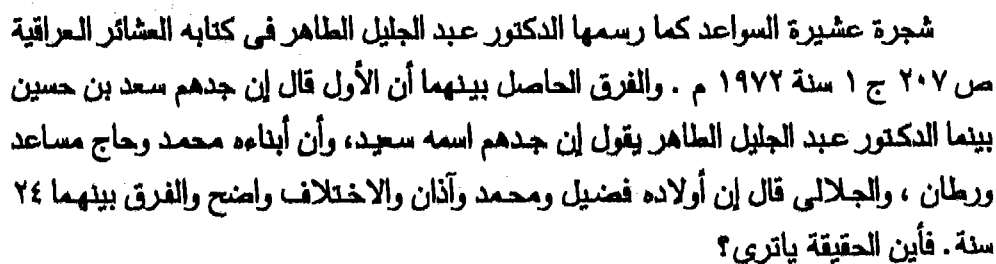 شجرة عشيرة السواعد كما رسمها الدكتور عبد الجليل الطاهر فى كتابه العشائر العراقية
ص ٢٠٧ ج ١ سنة ١٩٧٢ م . والفرق الحاصل بينهما أن الأول قال إن جدهم سعد بن حسين
بينما الدكتور عبد الجليل الطاهر يقول إن جدهم اسمه سعيد، وأن أبناءه محمد وحاج مساعد
ورطان ، والجلالى قال إن أولاده فضيل ومحمد وآذان والاختلاف واضح والفرق بينهما ٢٤
سنة . فأين الحقيقة ياترى؟